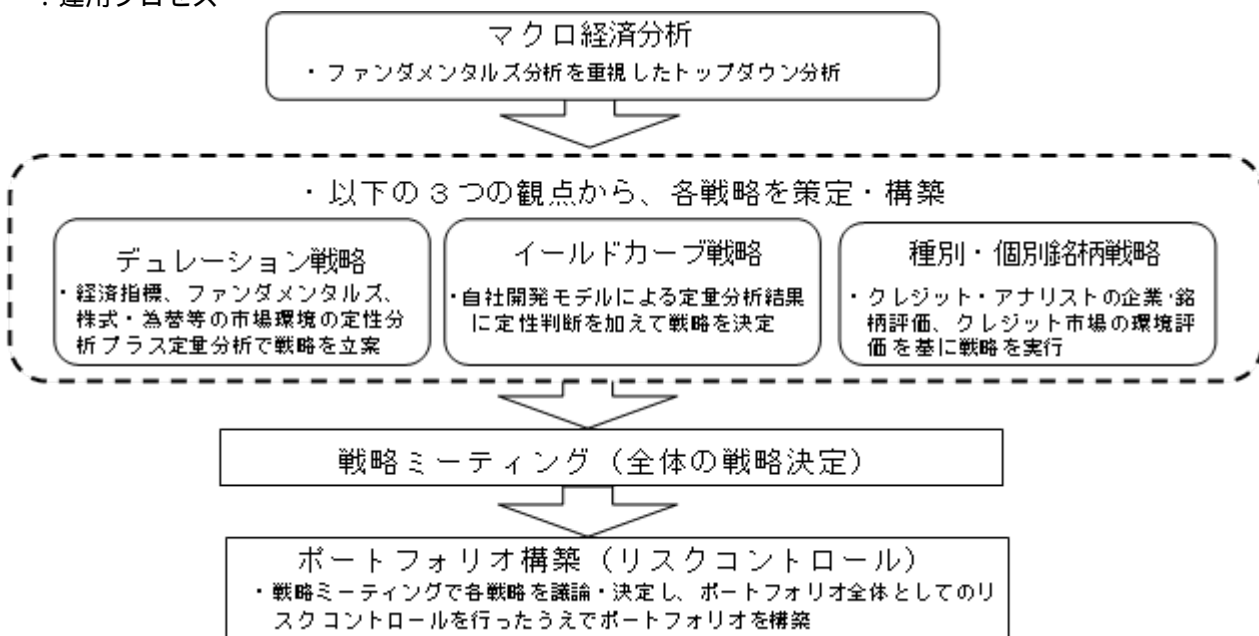 ：運用プロセス
マクロ経済分析
・ファンダメンタルズ分析を重視したトップダウン分析
・以下の３つの観点から、各戦略を策定・構築
デュレーション戦略
・経済指標、ファンダメンタルズ、
株式・為替等の市場環境の定性分
析プラス定量分析で戦略を立案
イールドカーブ戦略
・自社開発モデルによる定量分析結果
に定性判断を加えて戦略を決定
種別・個別銘柄戦略
・クレジット・アナリストの企業・銘
柄評価、クレジット市場の環境評
価を基に戦略を実行
戦略ミーティング（全体の戦略決定）
ポートフォリオ構築（リスクコントロール）
・戦略ミーティングで各戦略を議論・決定し、ポートフォリオ全体としてのリ
スクコントロールを行ったうえでポートフォリオを構築